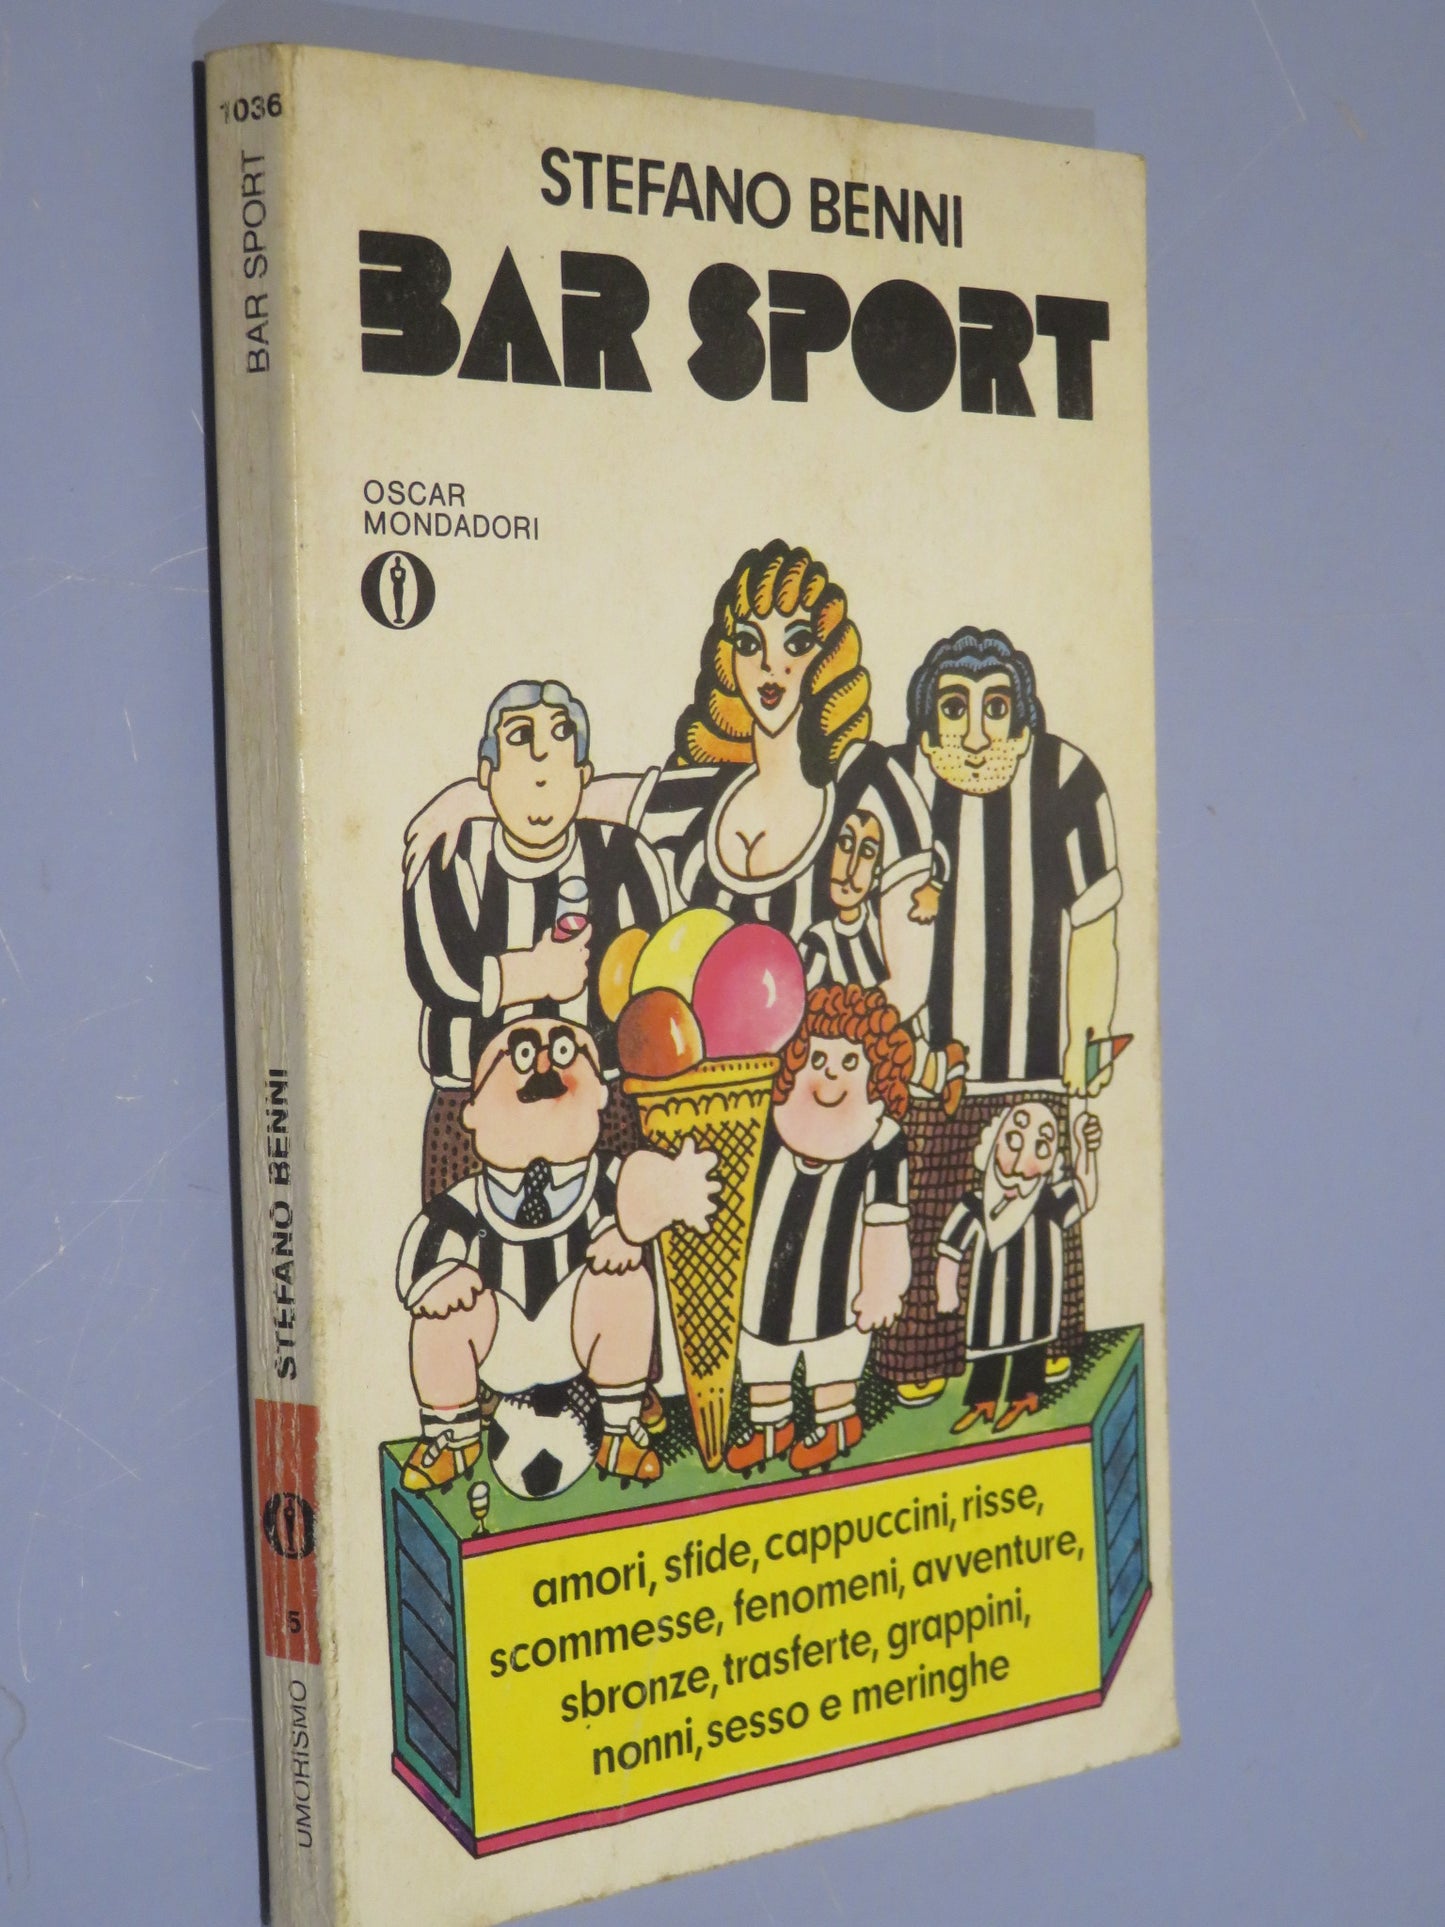 1036
BAR SPORT
STEFANO BENNI
5
UMORISMO
STEFANO BENNI
BAR SPORT
OSCAR
MONDADORI
amori, sfide, cappuccini, risse,
scommesse, fenomeni, avventure,
sbronze, trasferte, grappini,
nonni, sesso e meringhe